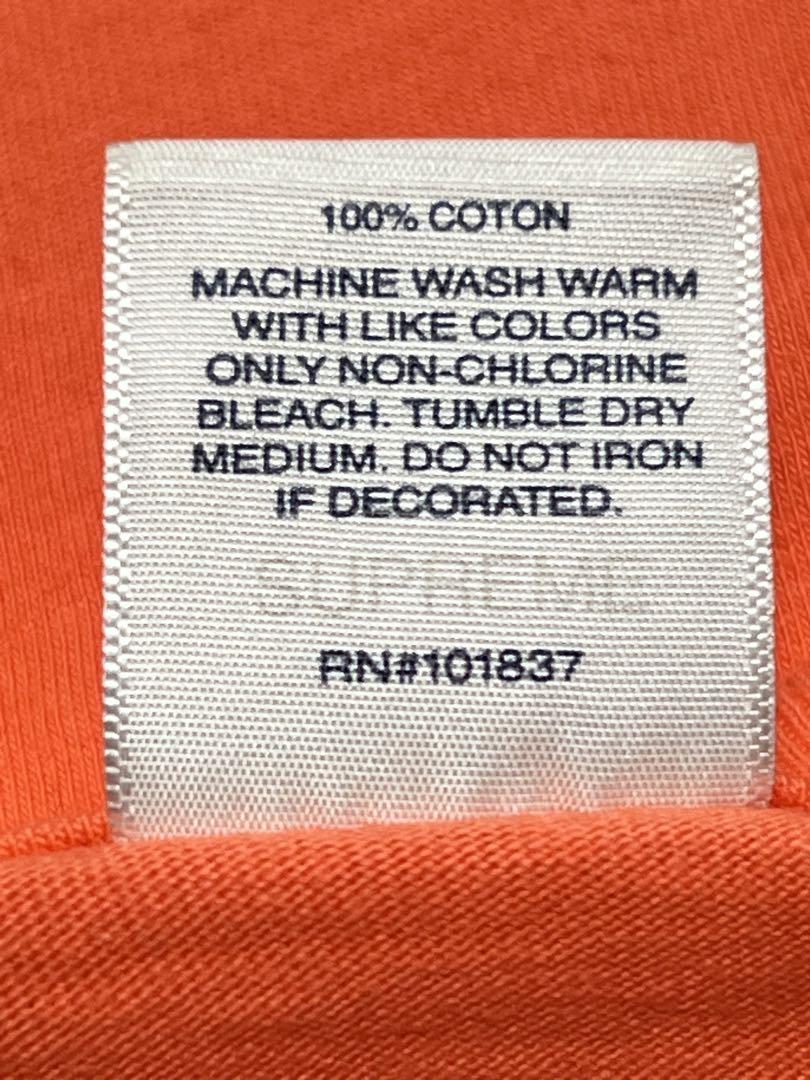 100% COTON
MACHINE WASH WARM
WITH LIKE COLORS
ONLY NON-CHLORINE
BLEACH. TUMBLE DRY
MEDIUM. DO NOT IRON
IF DECORATED.
SUPREME
RN#101837